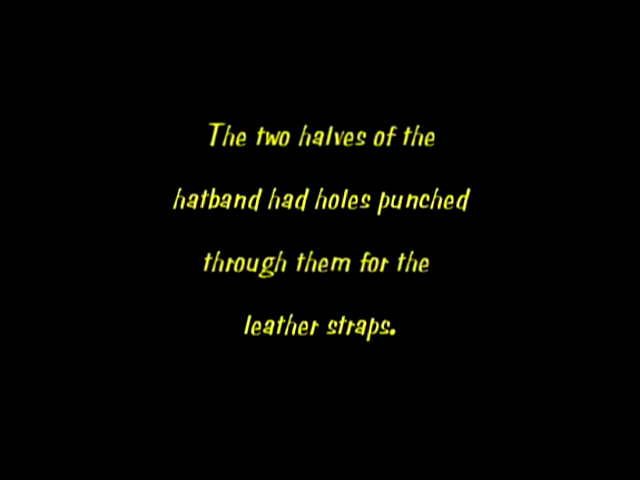 The two halves of the
hatband had holes punched
through them for the
leather straps.